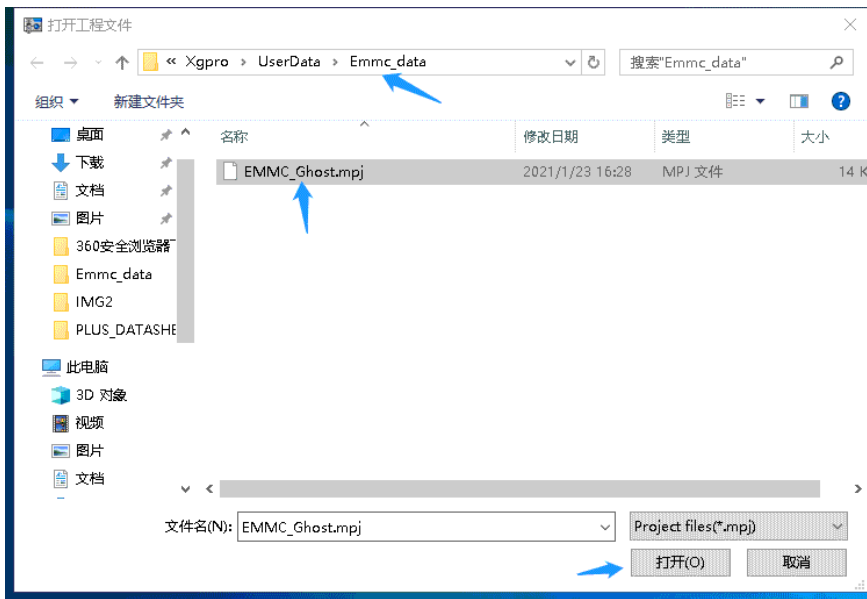 打开工程文件
« Xgpro › UserData › Emmc_data
搜索"Emmc_data"
组织 新建文件夹
名称 修改日期 类型 大小
EMMC_Ghost.mpj 2021/1/23 16:28 MPJ 文件 14 K
桌面
下载
文档
图片
360安全浏览器
Emmc_data
IMG2
PLUS_DATASHE
此电脑
3D 对象
视频
图片
文档
文件名(N): EMMC_Ghost.mpj Project files(*.mpj)
打开(O) 取消